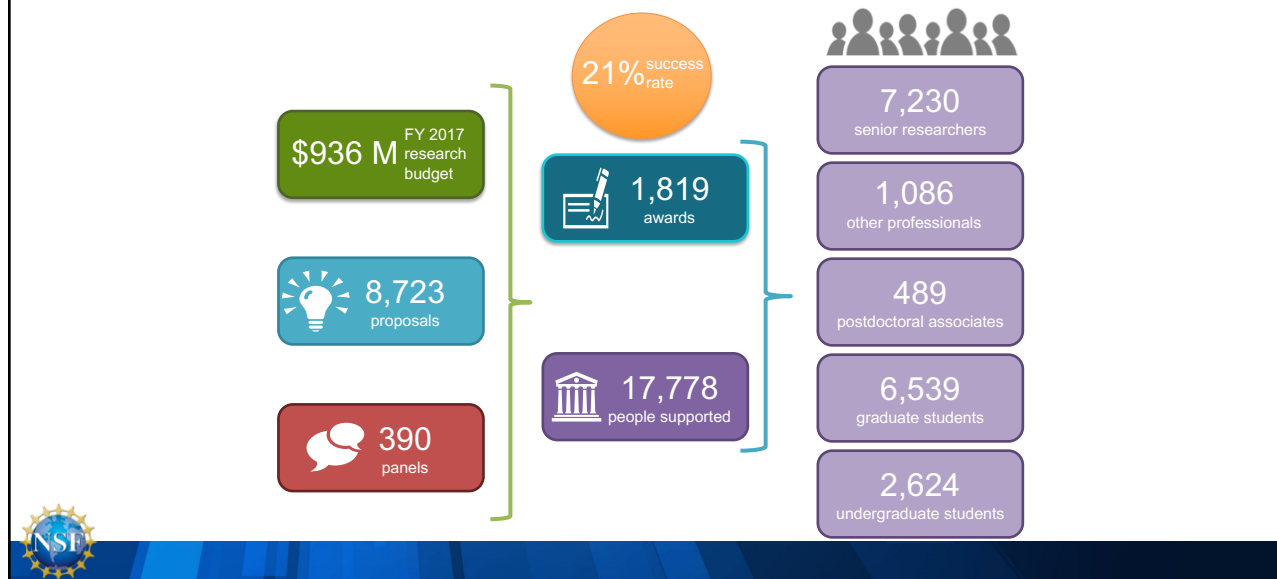 $936 M
FY 2017
research
budget
8,723
proposals
390
panels
21%
success
rate
1,819
awards
17,778
people supported
7,230
senior researchers
1,086
other professionals
489
postdoctoral associates
6,539
graduate students
2,624
undergraduate students
NSF